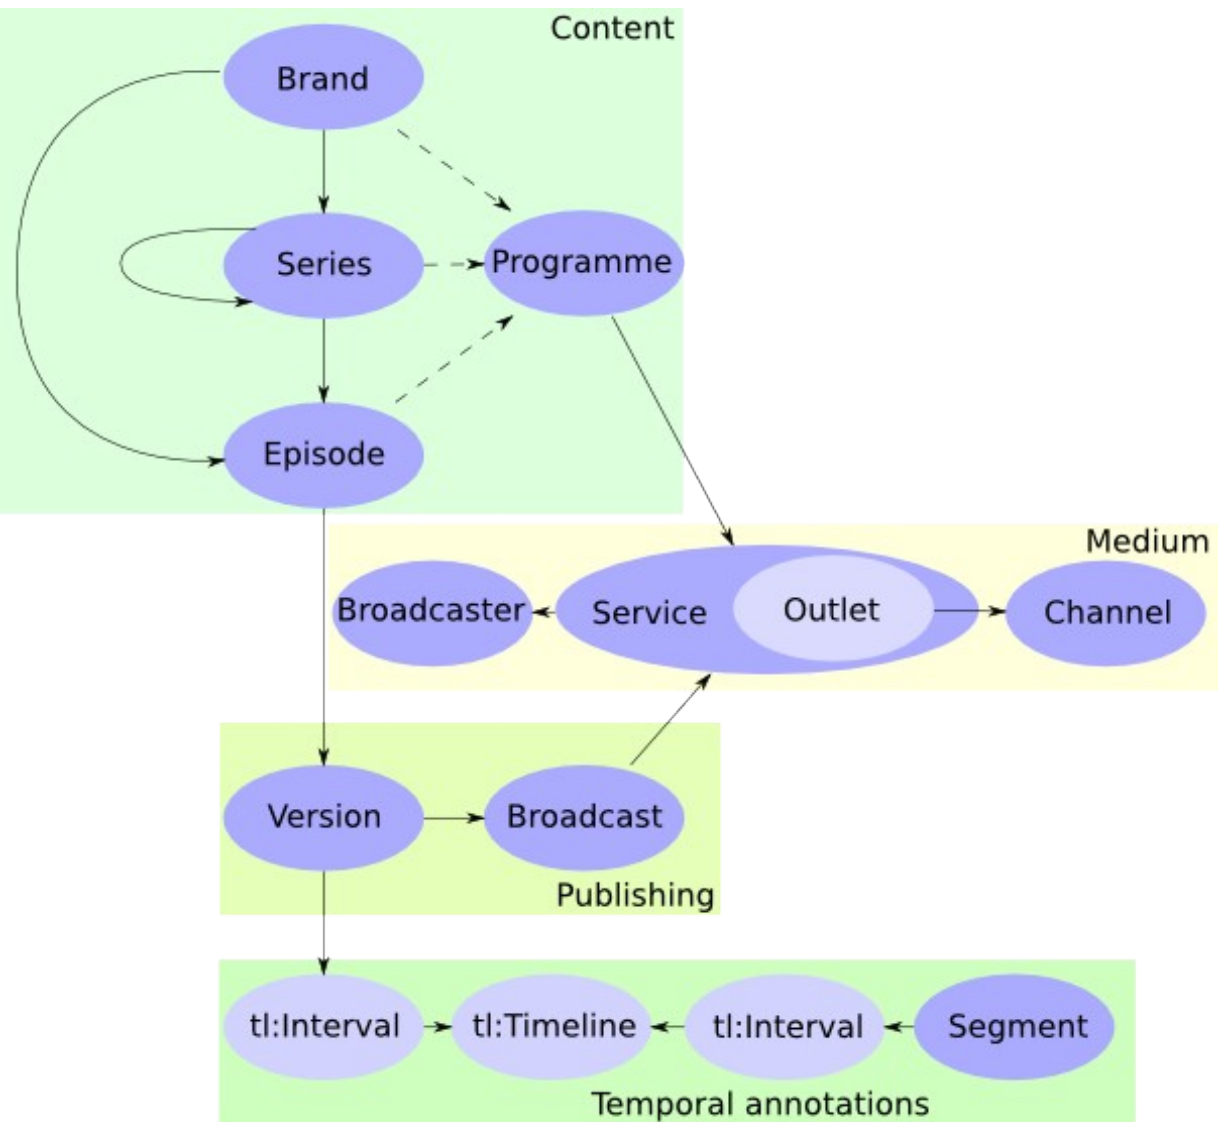 Content
Brand
Series
Programme
Episode
Medium
Broadcaster
Service
Outlet
Channel
Version
Broadcast
Publishing
tl:Interval
tl:Timeline
tl:Interval
Segment
Temporal annotations